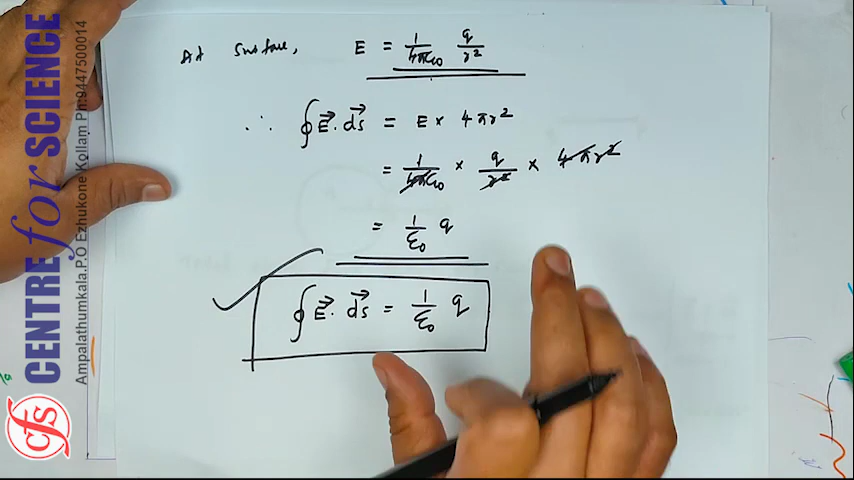 At Surface, E = 1/4πε₀ q/r²
∴ ∮E⃗. ds⃗ = E × 4πr²
= 1/4πε₀ × q/r² × 4πr²
= 1/ε₀ q
∮E⃗. ds⃗ = 1/ε₀ q
CENTRE for SCIENCE
Ampalathumkala.P.O Ezhukone, Kollam Ph:9447500014
cfs